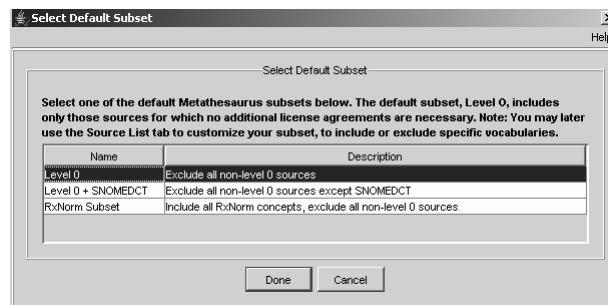 Select Default Subset
Help
Select Default Subset
Select one of the default Metathesaurus subsets below. The default subset, Level 0, includes
only those sources for which no additional license agreements are necessary. Note: You may later
use the Source List tab to customize your subset, to include or exclude specific vocabularies.
Name Description
Level 0 Exclude all non-level 0 sources
Level 0 + SNOMEDCT Exclude all non-level 0 sources except SNOMEDCT
RxNorm Subset Include all RxNorm concepts, exclude all non-level 0 sources
Done Cancel